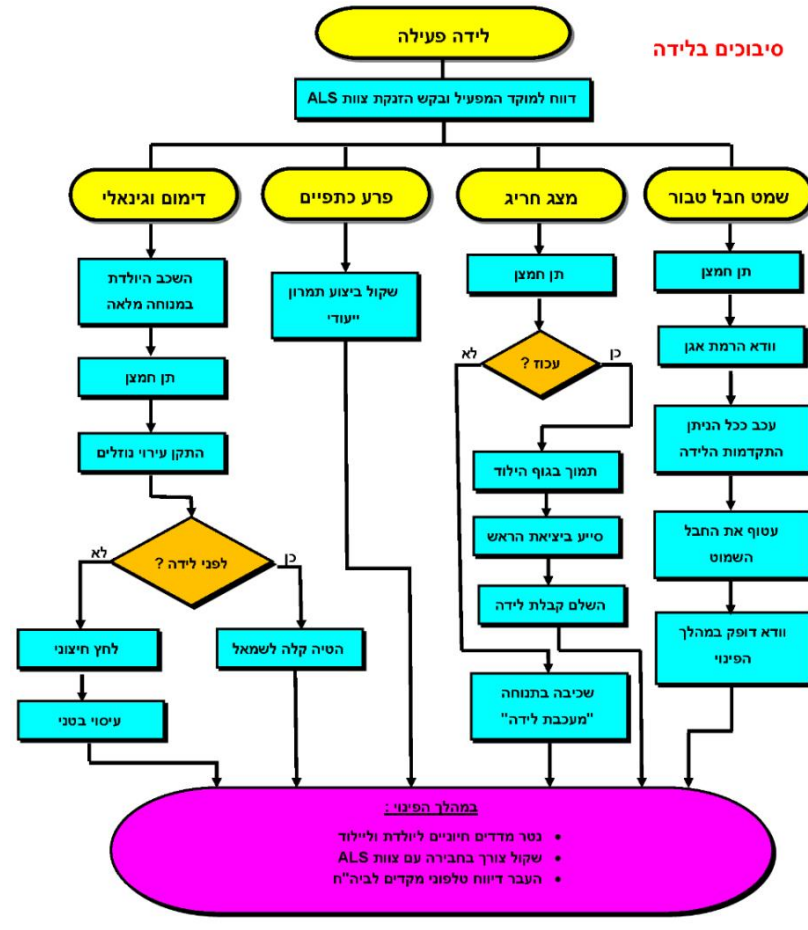 סיבוכים בלידה
לידה פעילה
דווח למוקד המפעיל ובקש הזנקת צוות ALS
שמט חבל טבור
תן חמצן
וודא הרמת אגן
עכב ככל הניתן
התקדמות הלידה
עטוף את החבל
השמוט
וודא דופק במהלך
הפינוי
מצג חריג
תן חמצן
עכוז ?
כן
לא
תמוך בגוף הילוד
סייע ביציאת הראש
השלם קבלת לידה
שכיבה בתנוחה
"מעכבת לידה"
פרע כתפיים
שקול ביצוע תמרון
ייעודי
דימום וגינאלי
השכב היולדת
במנוחה מלאה
תן חמצן
התקן עירוי נוזלים
לפני לידה ?
כן
לא
הטיה קלה לשמאל
לחץ חיצוני
עיסוי בטני
במהלך הפינוי :
• נטר מדדים חיוניים ליולדת וליילוד
• שקול צורך בחבירה עם צוות ALS
• העבר דיווח טלפוני מקדים לביה"ח